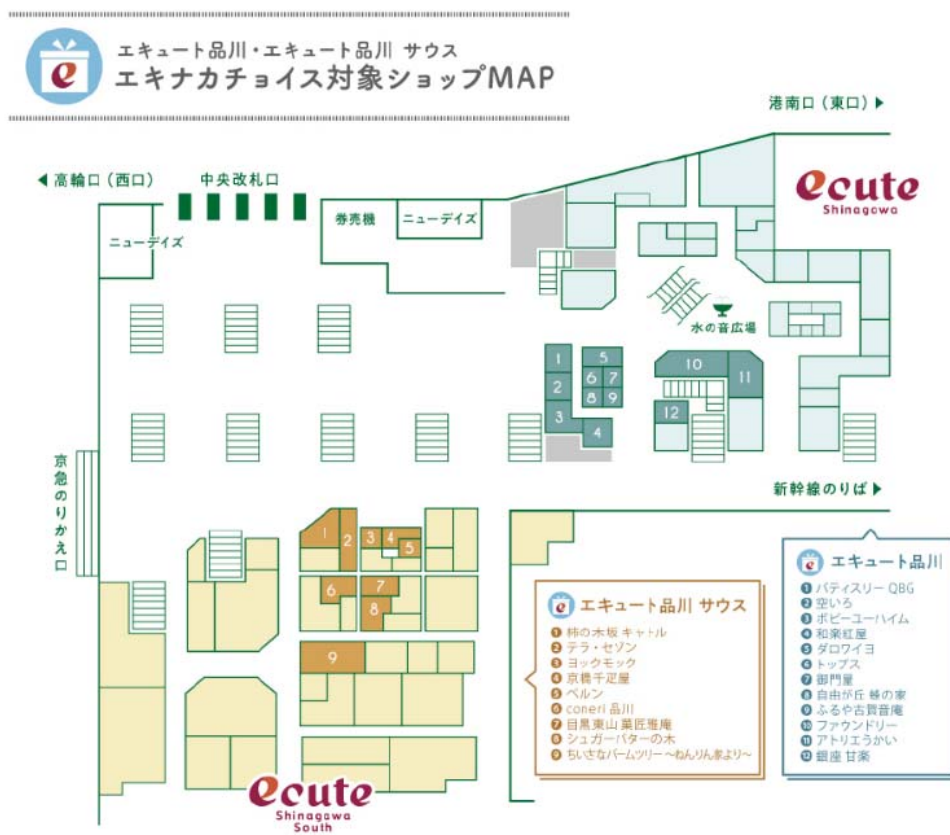 エキュート品川・エキュート品川 サウス
エキナカチョイス対象ショップMAP
港南口（東口）▶
◀ 高輪口（西口）
中央改札口
ecute
Shinagawa
券売機
ニューデイズ
ニューデイズ
水の音広場
1
2
3
4
5
6 7
8 9
10
11
12
京急のりかえ口
新幹線のりば ▶
1
2
3
4
5
6
7
8
9
エキュート品川 サウス
❶ 柿の木坂 キャトル
❷ テラ・セゾン
❸ ヨックモック
❹ 京橋千疋屋
❺ ベルン
❻ coneri 品川
❼ 目黒東山 菓匠雅庵
❽ シュガーバターの木
❾ ちいさなバームツリー ～ねんりん家より～
エキュート品川
❶ パティスリー QBG
❷ 空いろ
❸ ポピーユーハイム
❹ 和楽紅屋
❺ ダロワイヨ
❻ トップス
❼ 御門屋
❽ 自由が丘 蜂の家
❾ ふるや古賀音庵
❿ ファウンドリー
⓫ アトリエうかい
⓬ 銀座 甘楽
ecute
Shinagawa
South